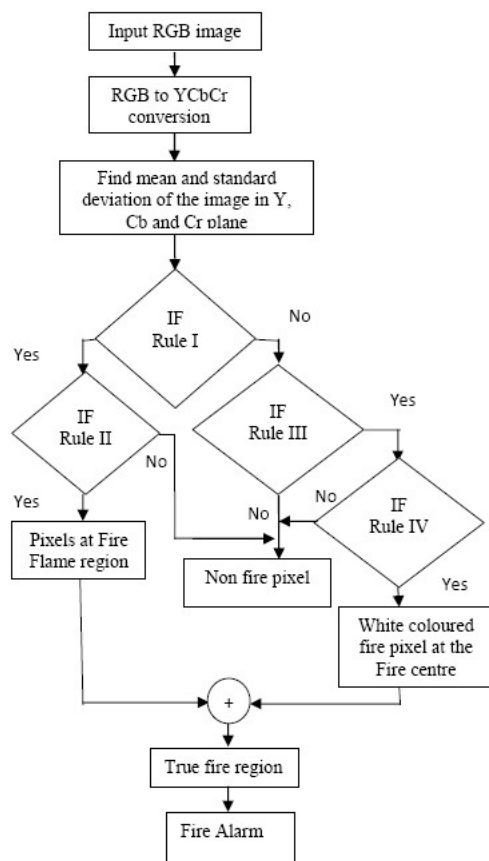 Input RGB image
RGB to YCbCr
conversion
Find mean and standard
deviation of the image in Y,
Cb and Cr plane
IF
Rule I
No
Yes
IF
Rule II
IF
Rule III
Yes
No
No
No
IF
Rule IV
Yes
Pixels at Fire
Flame region
Non fire pixel
Yes
White coloured
fire pixel at the
Fire centre
+
True fire region
Fire Alarm